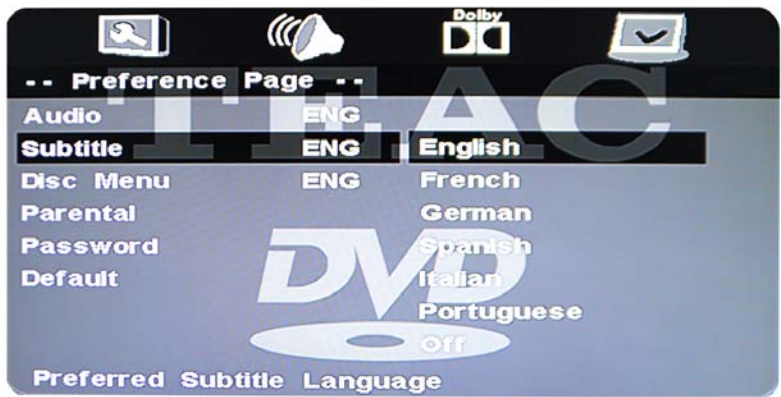 Dolby
-- Preference Page --
TEAC
Audio ENG
Subtitle ENG English
Disc Menu ENG French
Parental German
Password Spanish
Default Italian
Portuguese
Off
DVD
Preferred Subtitle Language